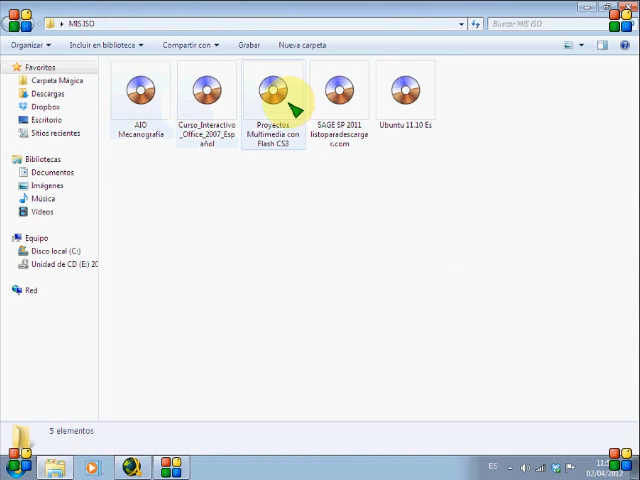 MIS ISO
Buscar MIS ISO
Organizar
Incluir en biblioteca
Compartir con
Grabar
Nueva carpeta
Favoritos
Carpeta Mágica
Descargas
Dropbox
Escritorio
Sitios recientes
Bibliotecas
Documentos
Imágenes
Música
Vídeos
Equipo
Disco local (C:)
Unidad de CD (E:) 20
Red
AIO
Mecanografía
Curso_Interactivo
_Office_2007_Esp
añol
Proyectos
Multimedia con
Flash CS3
SAGE SP 2011
listoparadescarga
r.com
Ubuntu 11.10 Es
5 elementos
ES
02/04/2012